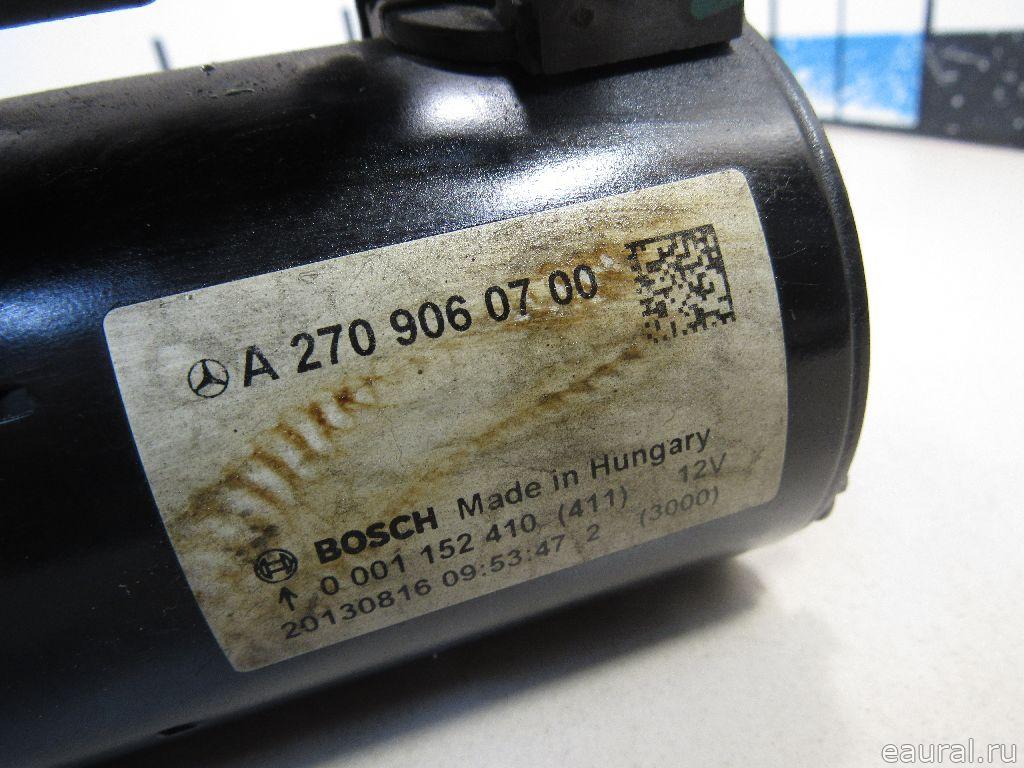 A 270 906 07 00
BOSCH Made in Hungary
0 001 152 410 (411) 12V
20130816 09:53:47 2 (3000)
eaural.ru